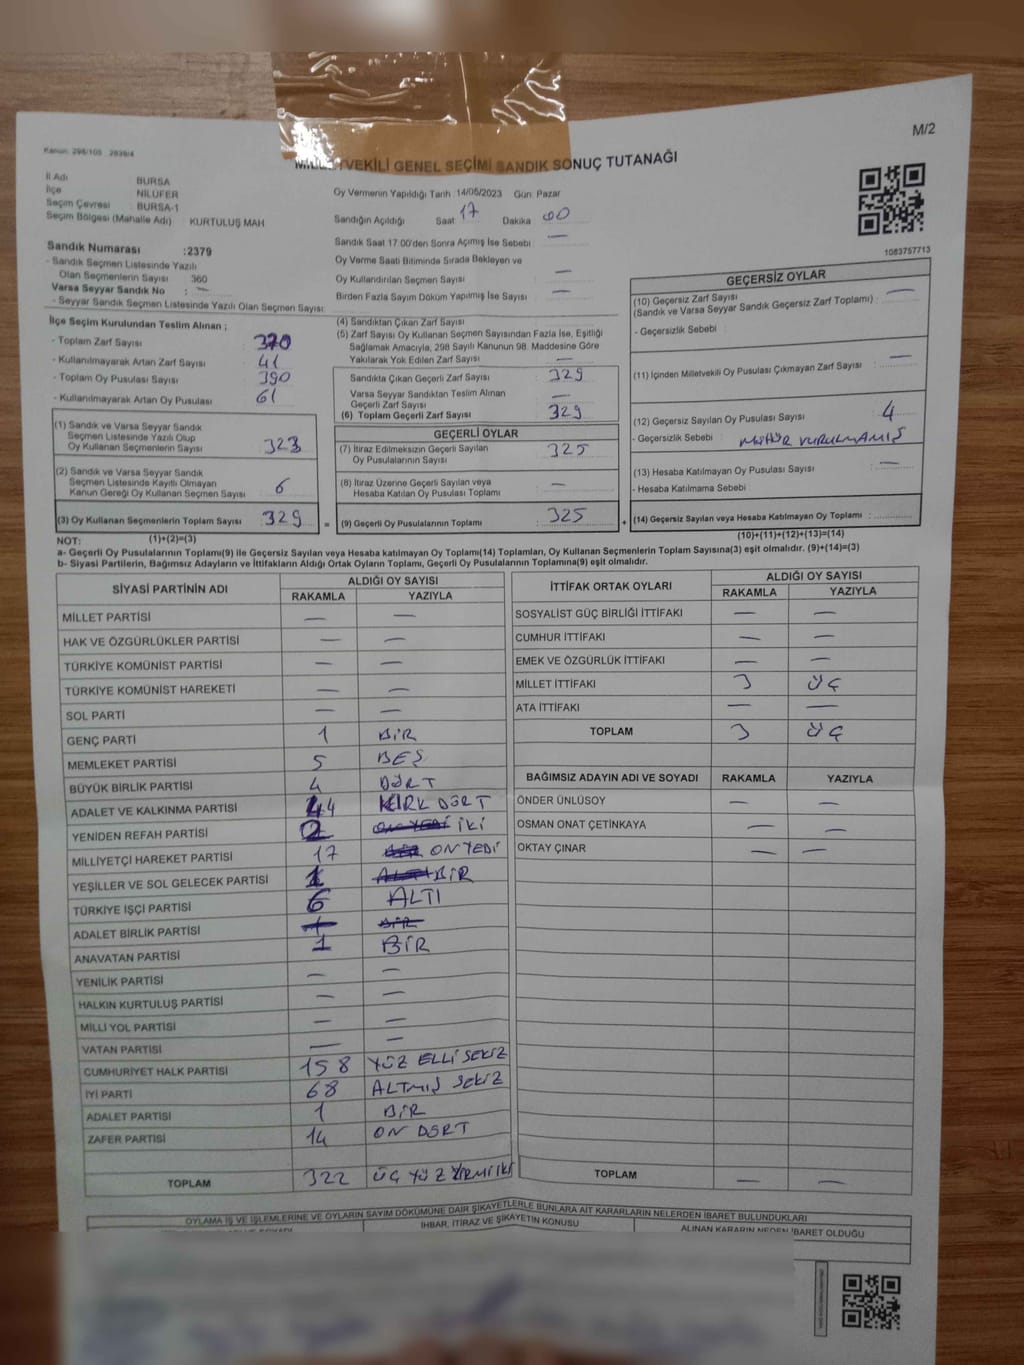 M/2
Kanun: 298/105 2839/4
TVEKİLİ GENEL SEÇİMİ SANDIK SONUÇ TUTANAĞI
İl Adı BURSA
İlçe NİLÜFER
Seçim Çevresi BURSA-1
Seçim Bölgesi (Mahalle Adı) KURTULUŞ MAH
Sandık Numarası :2379
- Sandık Seçmen Listesinde Yazılı
Olan Seçmenlerin Sayısı 360
Varsa Seyyar Sandık No : —
- Seyyar Sandık Seçmen Listesinde Yazılı Olan Seçmen Sayısı:
Oy Vermenin Yapıldığı Tarih 14/05/2023 Gün: Pazar
Sandığın Açıldığı Saat 17 Dakika 00
Sandık Saat 17.00'den Sonra Açımış İse Sebebi —
Oy Verme Saati Bitiminde Sırada Bekleyen ve
Oy Kullandırılan Seçmen Sayısı —
Birden Fazla Sayım Döküm Yapılmış İse Sayısı —
1083757713
İlçe Seçim Kurulundan Teslim Alınan ;
- Toplam Zarf Sayısı : 370
- Kullanılmayarak Artan Zarf Sayısı : 41
- Toplam Oy Pusulası Sayısı : 390
- Kullanılmayarak Artan Oy Pusulası : 61
(1) Sandık ve Varsa Seyyar Sandık
Seçmen Listesinde Yazılı Olup
Oy Kullanan Seçmenlerin Sayısı 323
(2) Sandık ve Varsa Seyyar Sandık
Seçmen Listesinde Kayıtlı Olmayan
Kanun Gereği Oy Kullanan Seçmen Sayısı 6
(3) Oy Kullanan Seçmenlerin Toplam Sayısı 329 =
(4) Sandıktan Çıkan Zarf Sayısı
(5) Zarf Sayısı Oy Kullanan Seçmen Sayısından Fazla İse, Eşitliği
Sağlamak Amacıyla, 298 Sayılı Kanunun 98. Maddesine Göre
Yakılarak Yok Edilen Zarf Sayısı —
Sandıkta Çıkan Geçerli Zarf Sayısı 329
Varsa Seyyar Sandıktan Teslim Alınan
Geçerli Zarf Sayısı —
(6) Toplam Geçerli Zarf Sayısı 329
GEÇERLİ OYLAR
(7) İtiraz Edilmeksizin Geçerli Sayılan
Oy Pusulalarının Sayısı 325
(8) İtiraz Üzerine Geçerli Sayılan veya
Hesaba Katılan Oy Pusulası Toplamı —
(9) Geçerli Oy Pusulalarının Toplamı 325 +
GEÇERSİZ OYLAR
(10) Geçersiz Zarf Sayısı —
(Sandık ve Varsa Seyyar Sandık Geçersiz Zarf Toplamı) :
- Geçersizlik Sebebi :
(11) İçinden Milletvekili Oy Pusulası Çıkmayan Zarf Sayısı : —
(12) Geçersiz Sayılan Oy Pusulası Sayısı : 4
- Geçersizlik Sebebi : MÜHÜR VURULMAMIŞ
(13) Hesaba Katılmayan Oy Pusulası Sayısı : —
- Hesaba Katılmama Sebebi :
(14) Geçersiz Sayılan veya Hesaba Katılmayan Oy Toplamı :
NOT: (1)+(2)=(3) (10)+(11)+(12)+(13)=(14)
a- Geçerli Oy Pusulalarının Toplamı(9) ile Geçersiz Sayılan veya Hesaba katılmayan Oy Toplamı(14) Toplamları, Oy Kullanan Seçmenlerin Toplam Sayısına(3) eşit olmalıdır. (9)+(14)=(3)
b- Siyasi Partilerin, Bağımsız Adayların ve İttifakların Aldığı Ortak Oyların Toplamı, Geçerli Oy Pusulalarının Toplamına(9) eşit olmalıdır.
SİYASİ PARTİNİN ADI ALDIĞI OY SAYISI
RAKAMLA YAZIYLA
MİLLET PARTİSİ — —
HAK VE ÖZGÜRLÜKLER PARTİSİ — —
TÜRKİYE KOMÜNİST PARTİSİ — —
TÜRKİYE KOMÜNİST HAREKETİ — —
SOL PARTİ — —
GENÇ PARTİ 1 BİR
MEMLEKET PARTİSİ 5 BEŞ
BÜYÜK BİRLİK PARTİSİ 4 DÖRT
ADALET VE KALKINMA PARTİSİ 44 KIRK DÖRT
YENİDEN REFAH PARTİSİ 2 ON YEDİ İKİ
MİLLİYETÇİ HAREKET PARTİSİ 17 BİR ON YEDİ
YEŞİLLER VE SOL GELECEK PARTİSİ 1 ALTI BİR
TÜRKİYE İŞÇİ PARTİSİ 6 ALTI
ADALET BİRLİK PARTİSİ 1 BİR
ANAVATAN PARTİSİ 1 BİR
YENİLİK PARTİSİ — —
HALKIN KURTULUŞ PARTİSİ — —
MİLLİ YOL PARTİSİ — —
VATAN PARTİSİ — —
CUMHURİYET HALK PARTİSİ 158 YÜZ ELLİ SEKİZ
İYİ PARTİ 68 ALTMIŞ SEKİZ
ADALET PARTİSİ 1 BİR
ZAFER PARTİSİ 14 ON DÖRT
TOPLAM 322 ÜÇ YÜZ YİRMİ İKİ
İTTİFAK ORTAK OYLARI ALDIĞI OY SAYISI
RAKAMLA YAZIYLA
SOSYALİST GÜÇ BİRLİĞİ İTTİFAKI — —
CUMHUR İTTİFAKI — —
EMEK VE ÖZGÜRLÜK İTTİFAKI — —
MİLLET İTTİFAKI 3 ÜÇ
ATA İTTİFAKI — —
TOPLAM 3 ÜÇ
BAĞIMSIZ ADAYIN ADI VE SOYADI RAKAMLA YAZIYLA
ÖNDER ÜNLÜSOY — —
OSMAN ONAT ÇETİNKAYA — —
OKTAY ÇINAR — —
TOPLAM — —
OYLAMA İŞ VE İŞLEMLERİNE VE OYLARIN SAYIM DÖKÜMÜNE DAİR ŞİKAYETLERLE BUNLARA AİT KARARLARIN NELERDEN İBARET BULUNDUKLARI
İHBAR, İTİRAZ VE ŞİKAYETİN KONUSU
ALINAN KARARIN NEDEN İBARET OLDUĞU